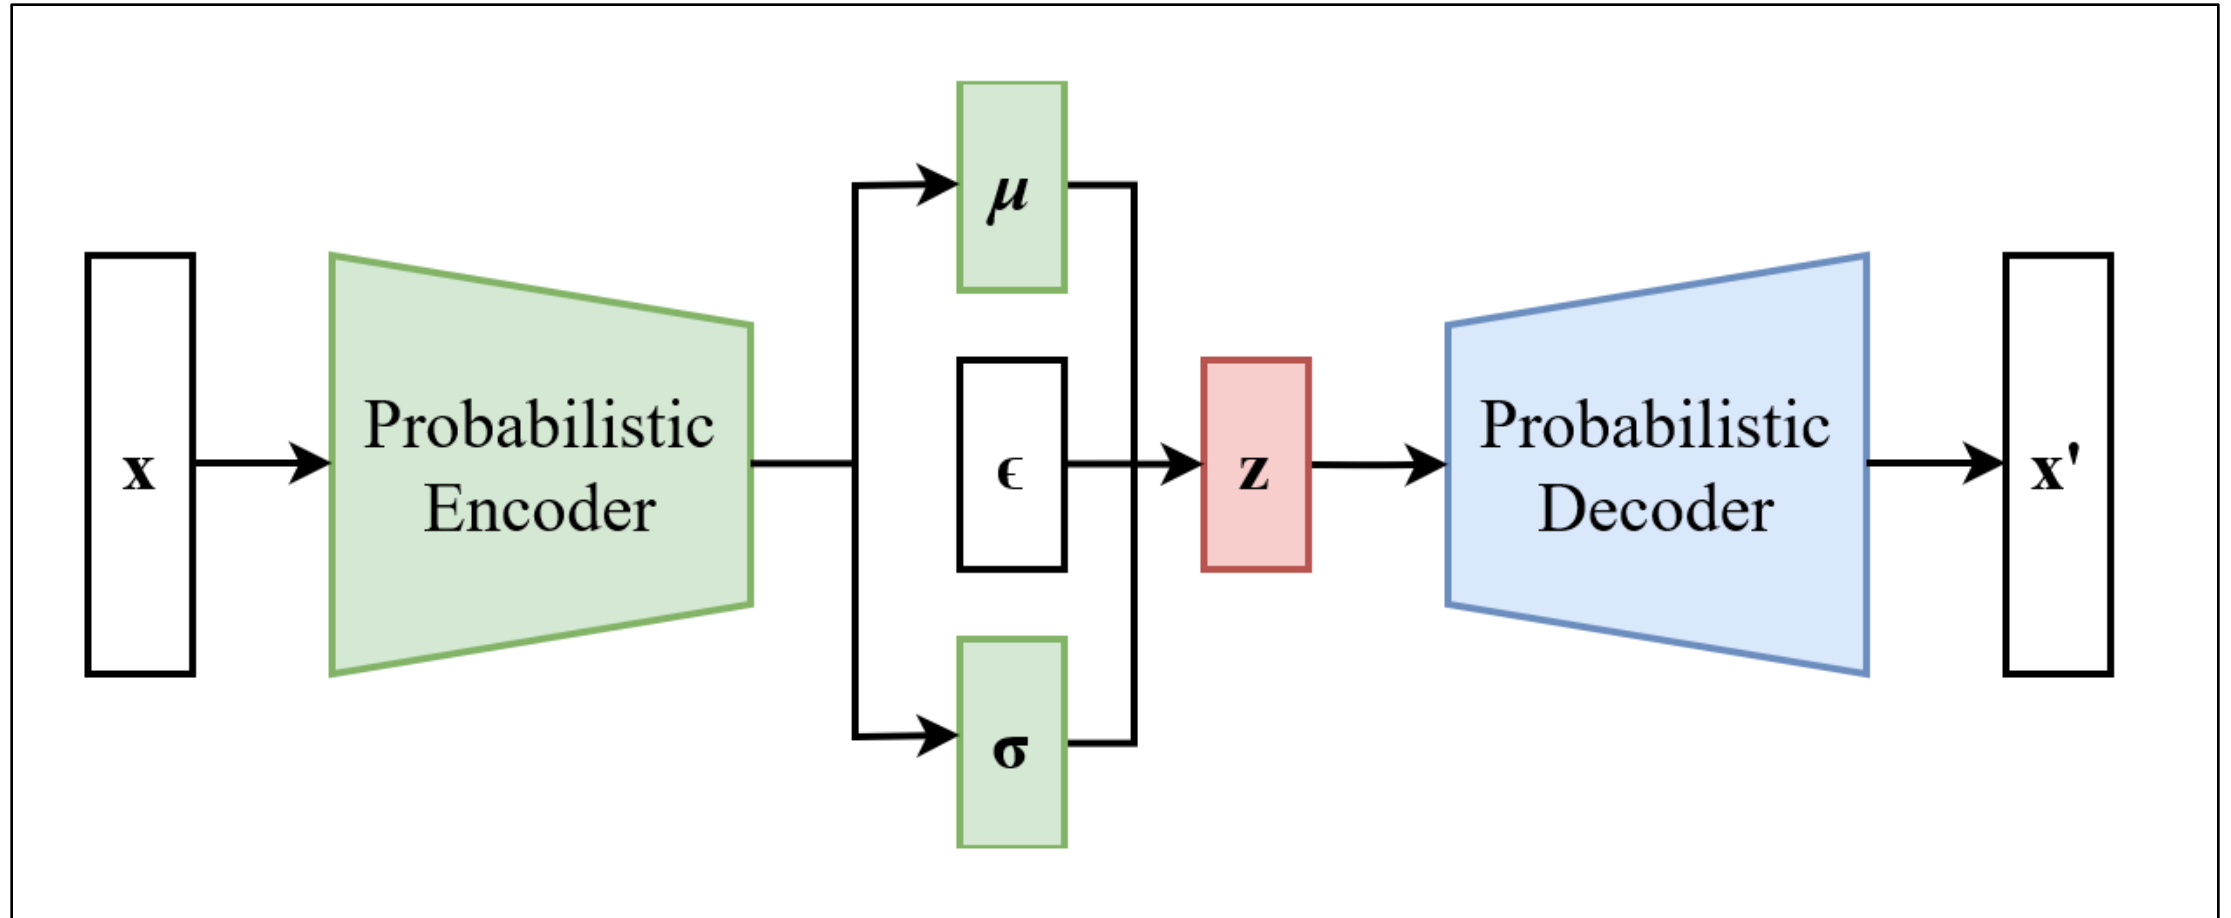 x
Probabilistic
Encoder
μ
ϵ
σ
z
Probabilistic
Decoder
x'